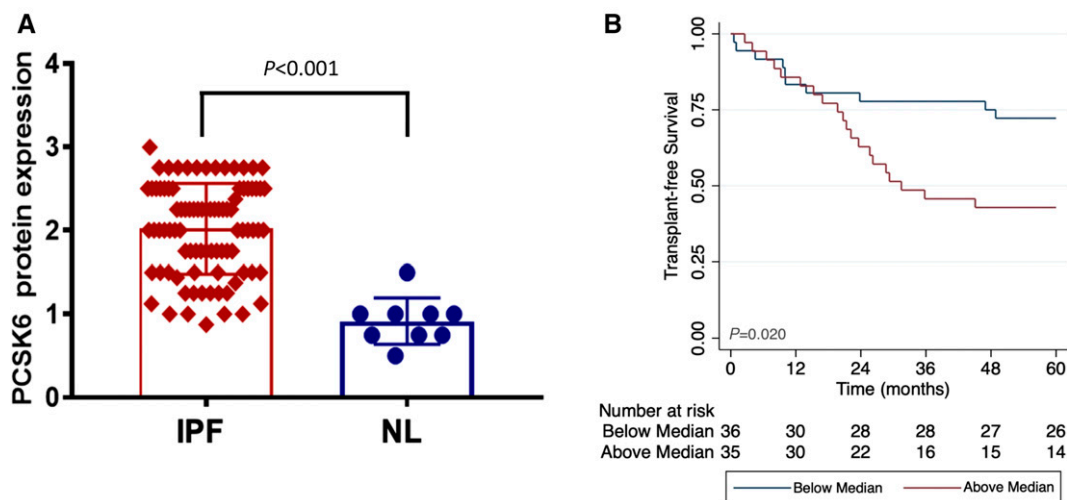 A
PCSK6 protein expression
4
3
2
1
0
P<0.001
IPF NL
B
Transplant-free Survival
1.00
0.75
0.50
0.25
0.00
P=0.020
0 12 24 36 48 60
Time (months)
Number at risk
Below Median 36 30 28 28 27 26
Above Median 35 30 22 16 15 14
Below Median Above Median